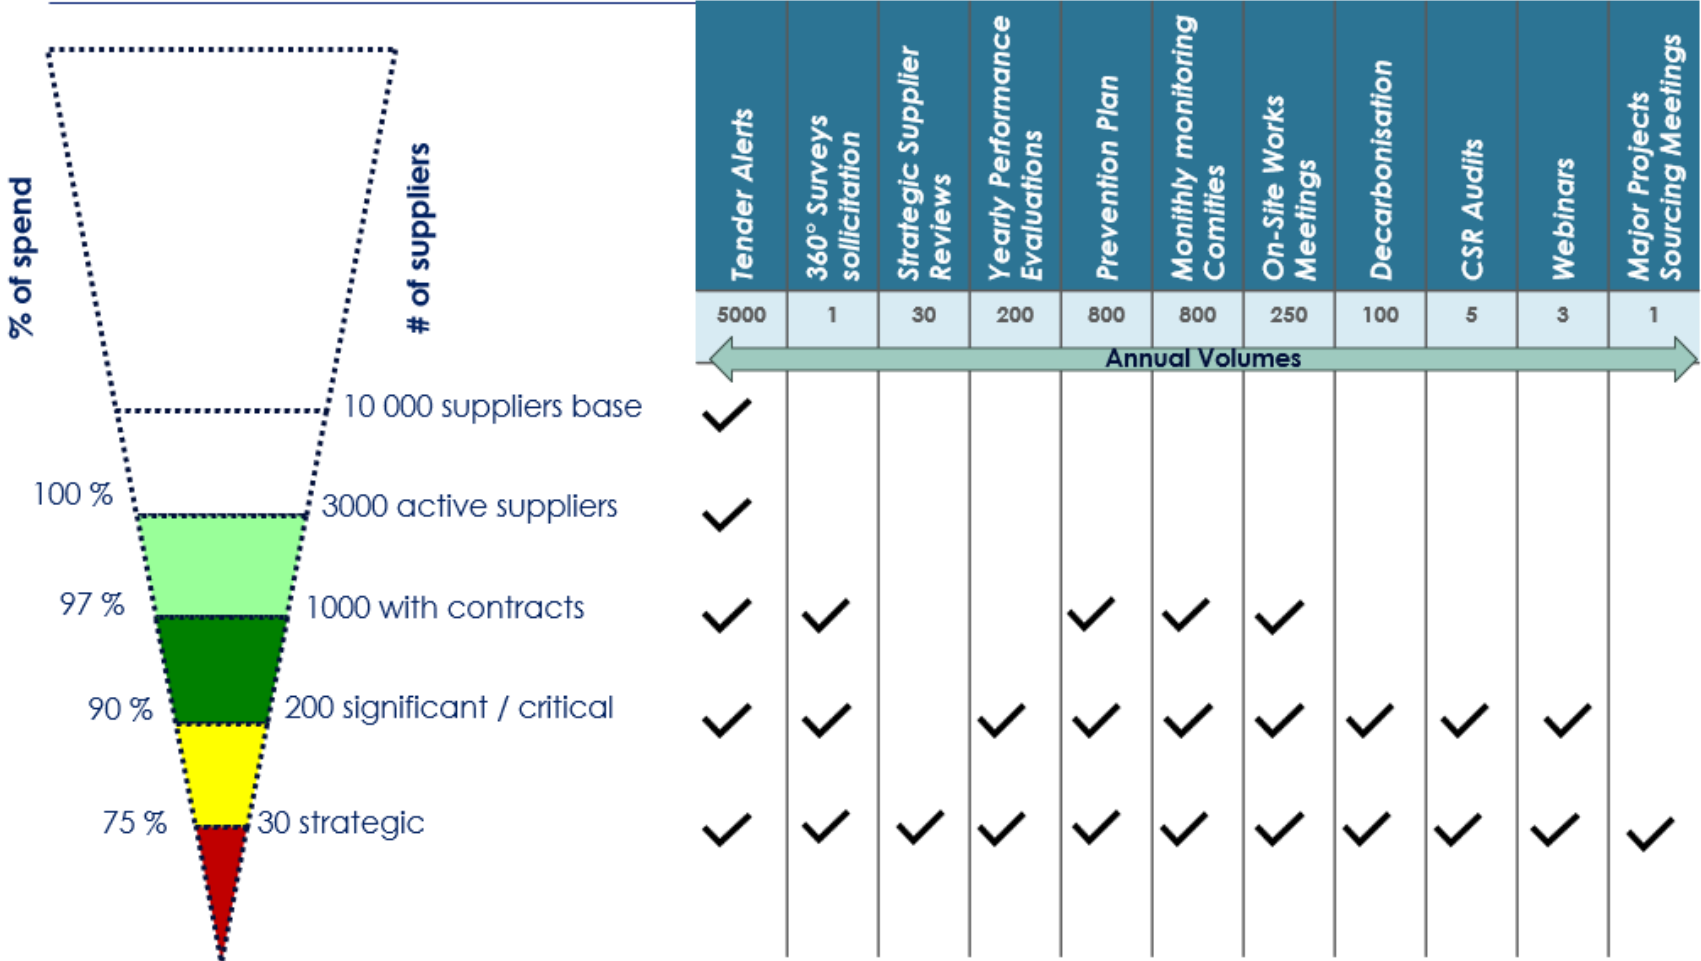 % of spend
# of suppliers
Tender Alerts
360° Surveys
sollicitation
Strategic Supplier
Reviews
Yearly Performance
Evaluations
Prevention Plan
Monithly monitoring
Comities
On-Site Works
Meetings
Decarbonisation
CSR Audits
Webinars
Major Projects
Sourcing Meetings
5000 1 30 200 800 800 250 100 5 3 1
Annual Volumes
10 000 suppliers base
100 % 3000 active suppliers
97 % 1000 with contracts
90 % 200 significant / critical
75 % 30 strategic